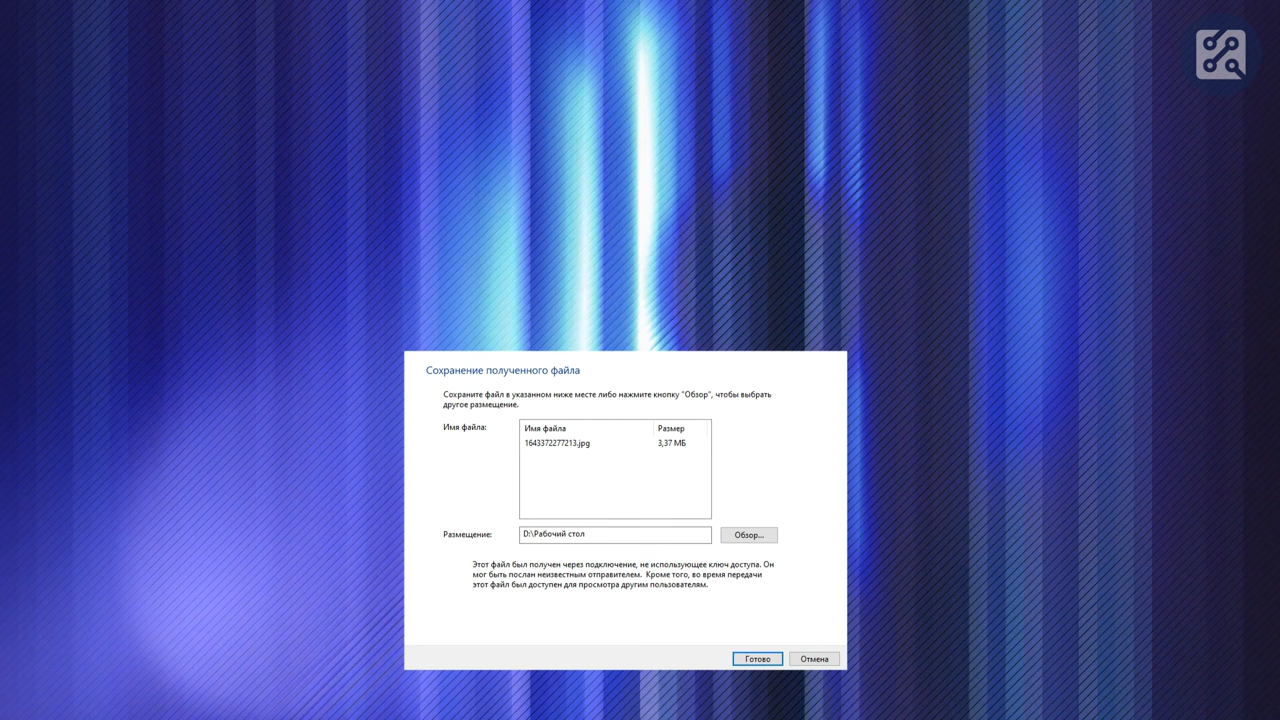 Сохранение полученного файла
Сохраните файл в указанном ниже месте либо нажмите кнопку "Обзор", чтобы выбрать
другое размещение.
Имя файла:
Имя файла Размер
1643372277213.jpg 3,37 МБ
Размещение: D:\Рабочий стол Обзор...
Этот файл был получен через подключение, не использующее ключ доступа. Он
мог быть послан неизвестным отправителем. Кроме того, во время передачи
этот файл был доступен для просмотра другим пользователям.
Готово Отмена